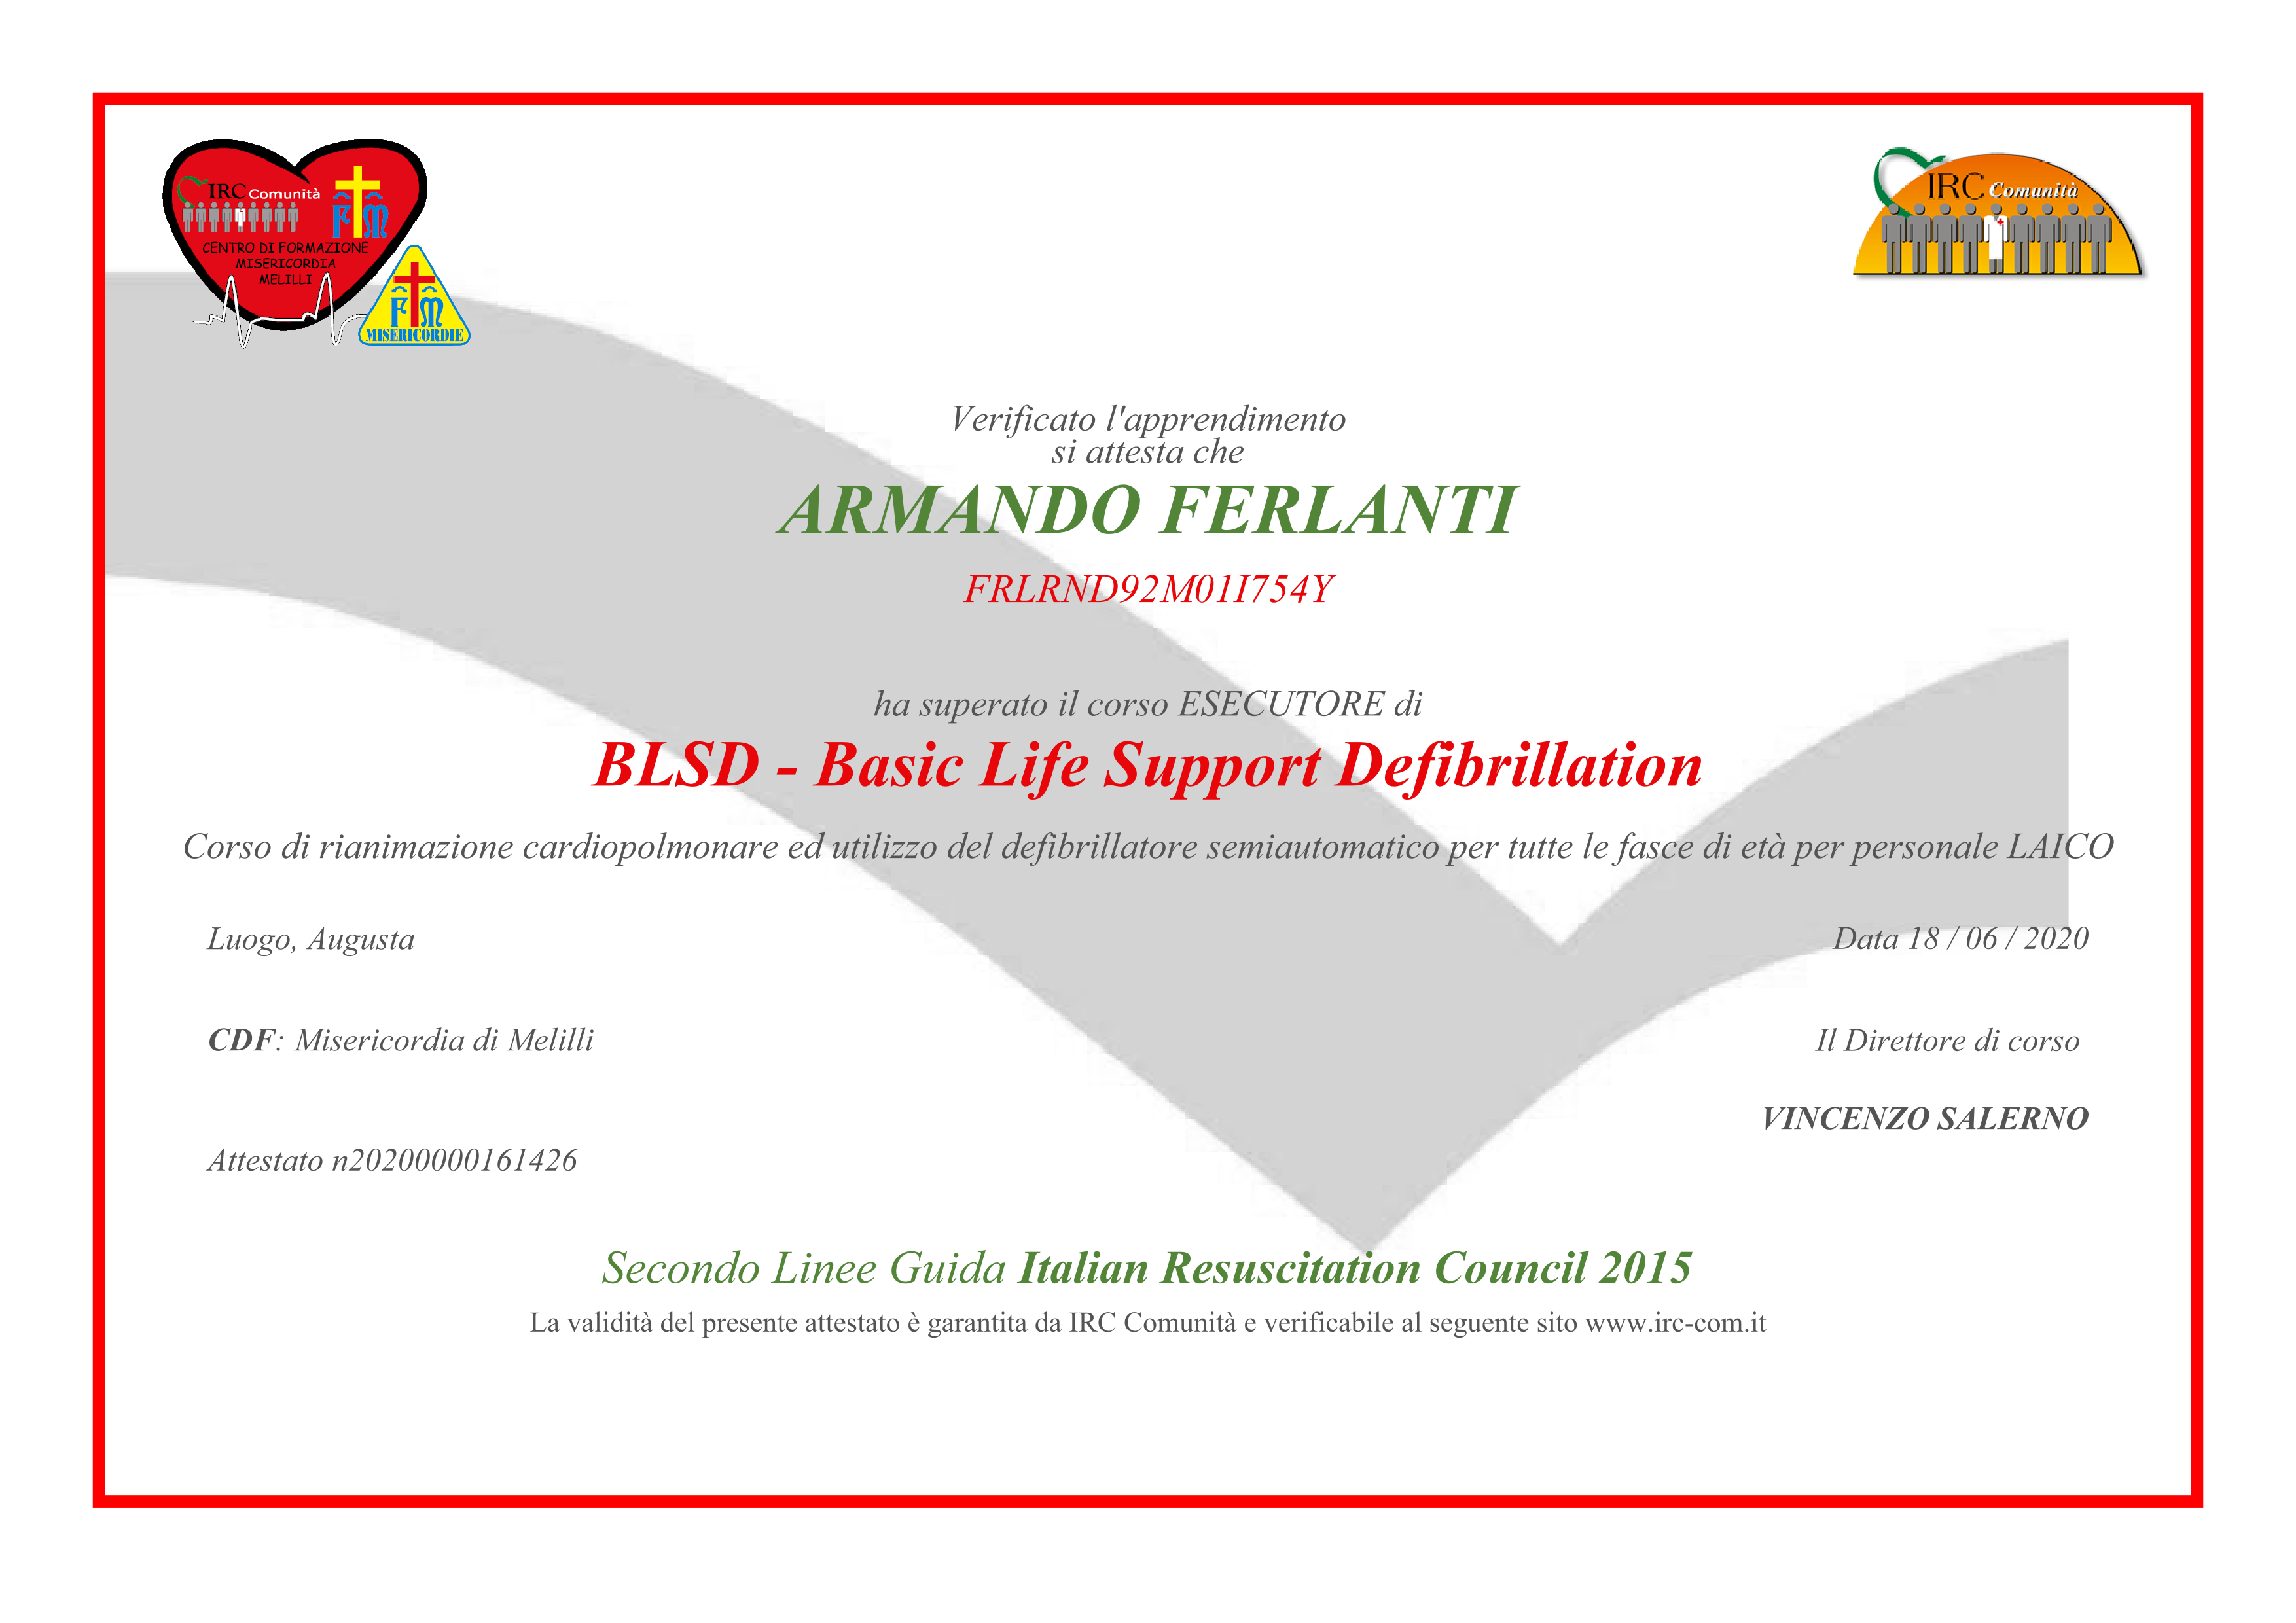 IRC Comunità
CENTRO DI FORMAZIONE
MISERICORDIA
MELILLI
MISERICORDIE
IRC Comunità
Verificato l'apprendimento
si attesta che
ARMANDO FERLANTI
FRLRND92M01I754Y
ha superato il corso ESECUTORE di
BLSD - Basic Life Support Defibrillation
Corso di rianimazione cardiopolmonare ed utilizzo del defibrillatore semiautomatico per tutte le fasce di età per personale LAICO
Luogo, Augusta
Data 18 / 06 / 2020
CDF: Misericordia di Melilli
Il Direttore di corso
VINCENZO SALERNO
Attestato n20200000161426
Secondo Linee Guida Italian Resuscitation Council 2015
La validità del presente attestato è garantita da IRC Comunità e verificabile al seguente sito www.irc-com.it